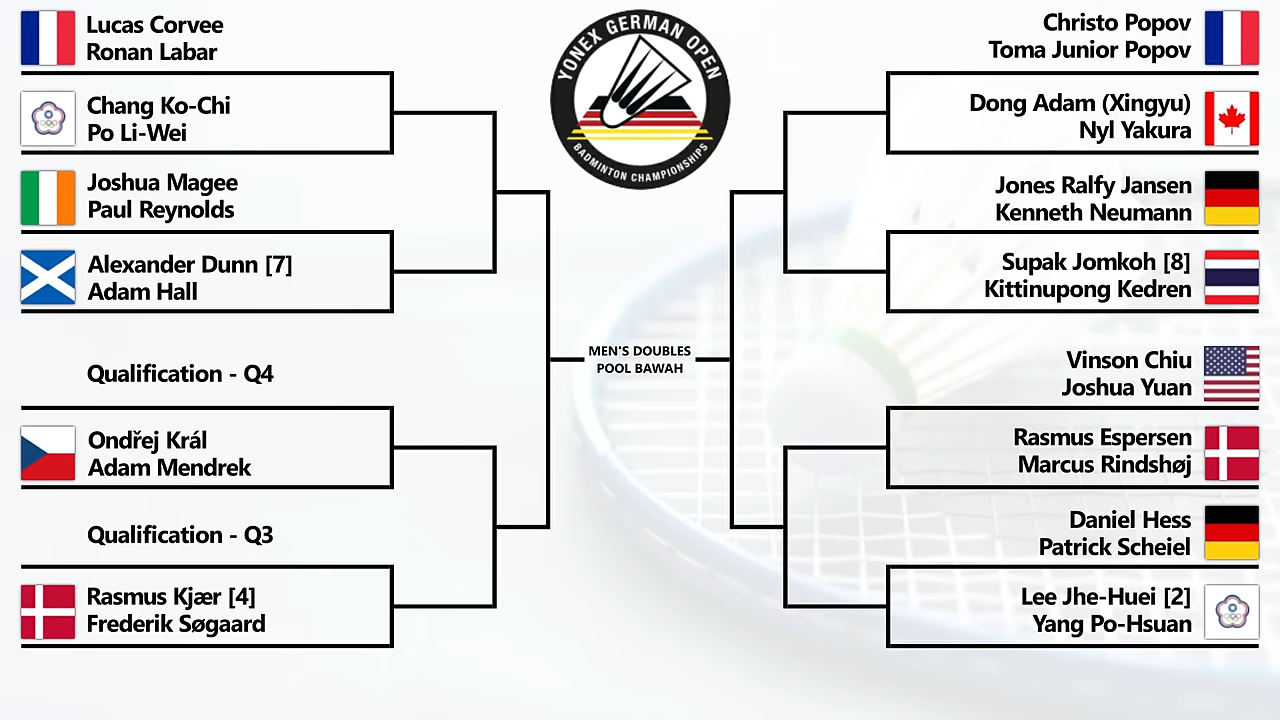 Lucas Corvee
Ronan Labar
Chang Ko-Chi
Po Li-Wei
Joshua Magee
Paul Reynolds
Alexander Dunn [7]
Adam Hall
Qualification - Q4
Ondřej Král
Adam Mendrek
Qualification - Q3
Rasmus Kjær [4]
Frederik Søgaard
YONEX GERMAN OPEN
BADMINTON CHAMPIONSHIPS
MEN'S DOUBLES
POOL BAWAH
Christo Popov
Toma Junior Popov
Dong Adam (Xingyu)
Nyl Yakura
Jones Ralfy Jansen
Kenneth Neumann
Supak Jomkoh [8]
Kittinupong Kedren
Vinson Chiu
Joshua Yuan
Rasmus Espersen
Marcus Rindshøj
Daniel Hess
Patrick Scheiel
Lee Jhe-Huei [2]
Yang Po-Hsuan